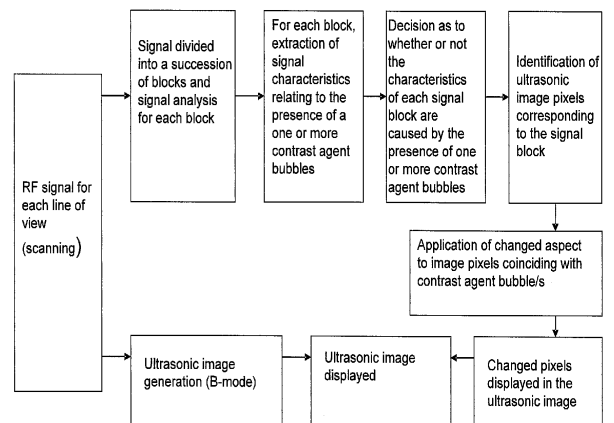 RF signal for
each line of
view
(scanning)
Signal divided
into a succession
of blocks and
signal analysis
for each block
For each block,
extraction of
signal
characteristics
relating to the
presence of a
one or more
contrast agent
bubbles
Decision as to
whether or not
the
characteristics
of each signal
block are
caused by the
presence of one
or more contrast
agent bubbles
Identification of
ultrasonic
image pixels
corresponding
to the signal
block
Application of changed aspect
to image pixels coinciding with
contrast agent bubble/s
Ultrasonic image
generation (B-mode)
Ultrasonic image
displayed
Changed pixels
displayed in the
ultrasonic image